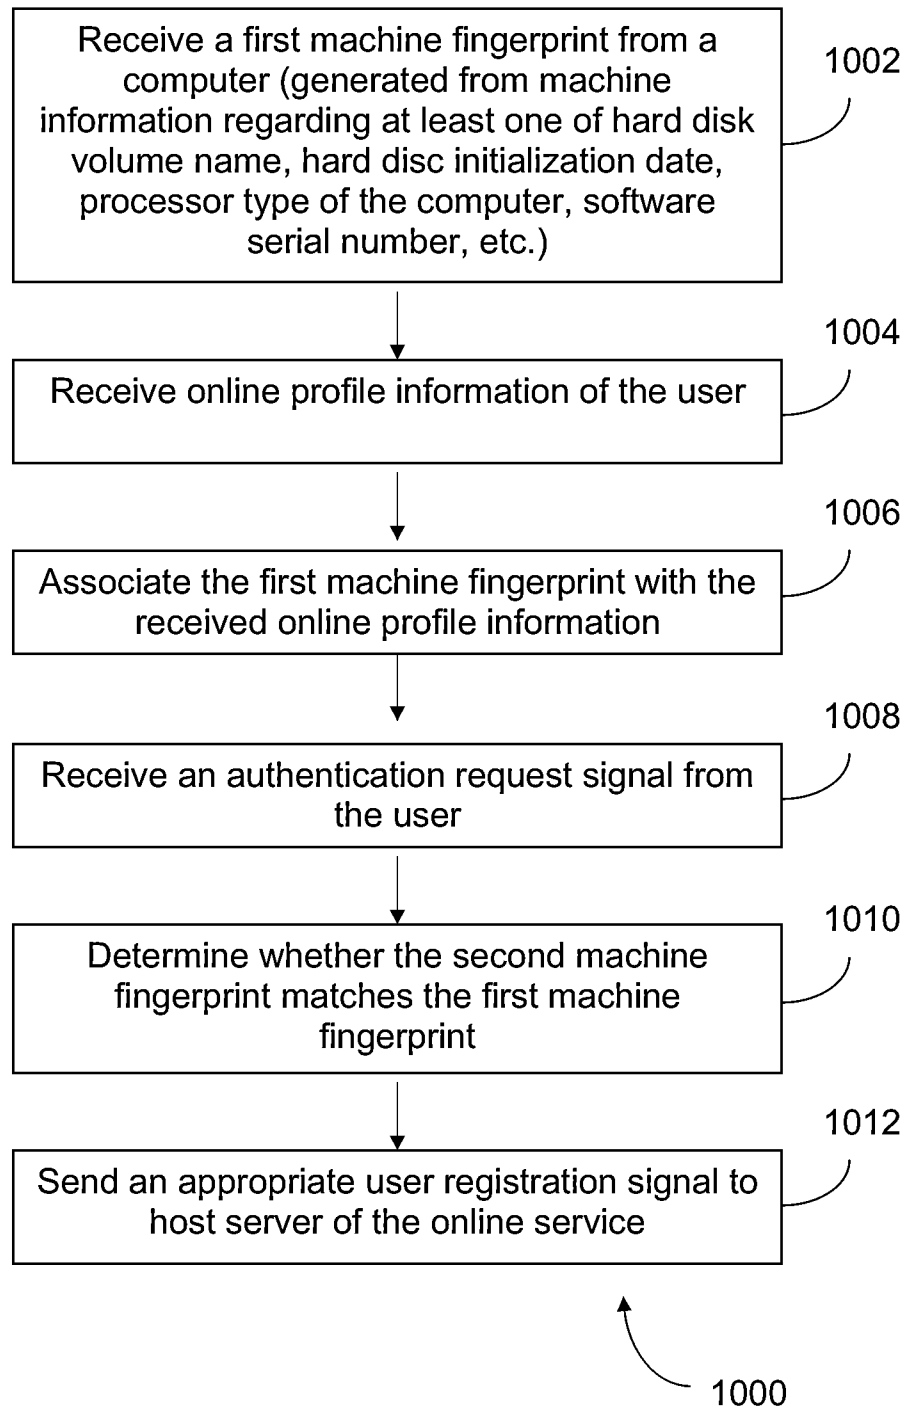 Receive a first machine fingerprint from a
computer (generated from machine
information regarding at least one of hard disk
volume name, hard disc initialization date,
processor type of the computer, software
serial number, etc.)
1002
Receive online profile information of the user
1004
Associate the first machine fingerprint with the
received online profile information
1006
Receive an authentication request signal from
the user
1008
Determine whether the second machine
fingerprint matches the first machine
fingerprint
1010
Send an appropriate user registration signal to
host server of the online service
1012
1000